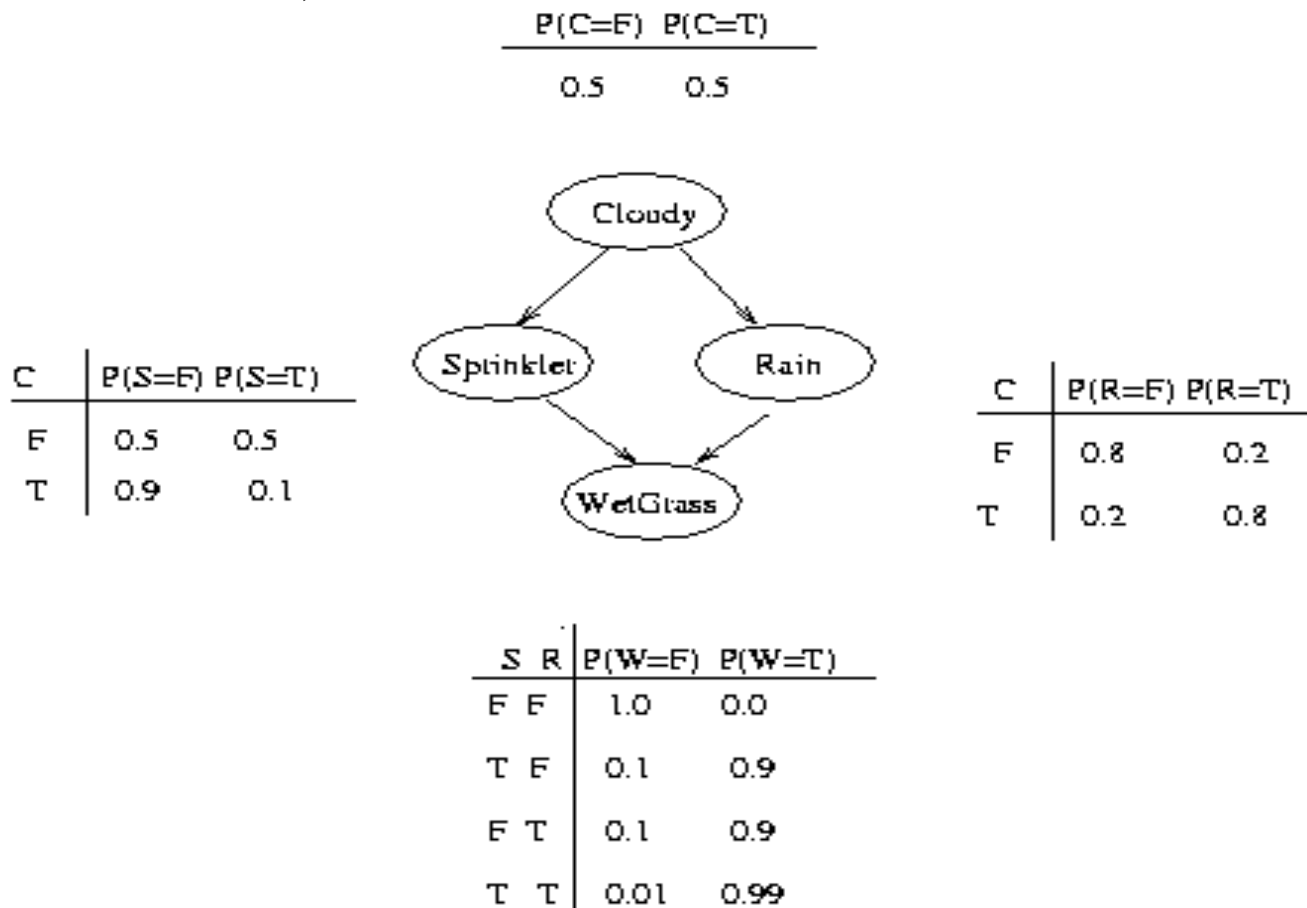 P(C=F) P(C=T)
0.5 0.5
Cloudy
Sprinkler Rain
WetGrass
C P(S=F) P(S=T)
F 0.5 0.5
T 0.9 0.1
C P(R=F) P(R=T)
F 0.8 0.2
T 0.2 0.8
S R P(W=F) P(W=T)
F F 1.0 0.0
T F 0.1 0.9
F T 0.1 0.9
T T 0.01 0.99